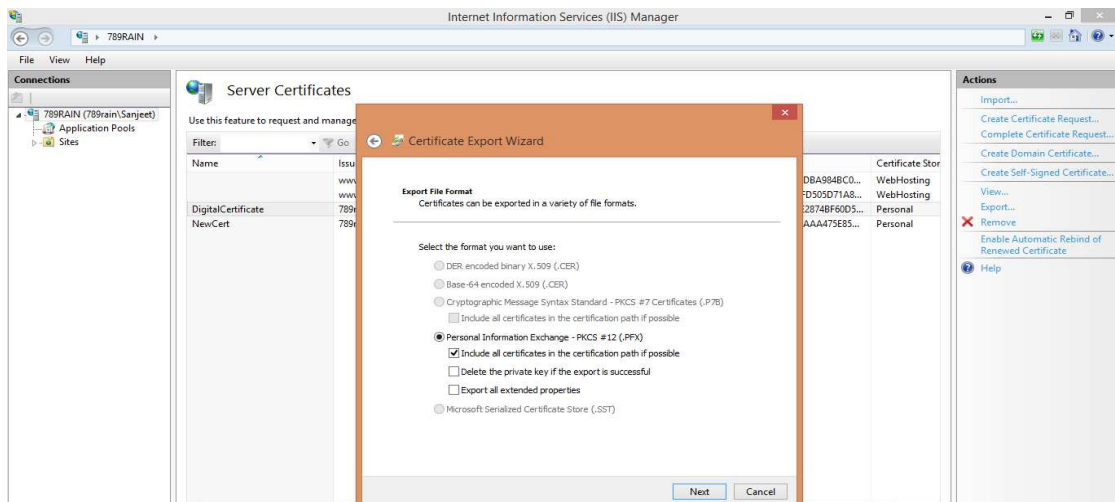 Internet Information Services (IIS) Manager
789RAIN
File View Help
Connections
789RAIN (789rain\Sanjeet)
Application Pools
Sites
Server Certificates
Use this feature to request and manage
Filter: Go
Name Issu Certificate Stor
www DBA984BC0... WebHosting
www FD505D71A8... WebHosting
DigitalCertificate 789r E2874BF60D5... Personal
NewCert 789r AAA475E85... Personal
Certificate Export Wizard
Export File Format
Certificates can be exported in a variety of file formats.
Select the format you want to use:
DER encoded binary X.509 (.CER)
Base-64 encoded X.509 (.CER)
Cryptographic Message Syntax Standard - PKCS #7 Certificates (.P7B)
Include all certificates in the certification path if possible
Personal Information Exchange - PKCS #12 (.PFX)
Include all certificates in the certification path if possible
Delete the private key if the export is successful
Export all extended properties
Microsoft Serialized Certificate Store (.SST)
Next Cancel
Actions
Import...
Create Certificate Request...
Complete Certificate Request...
Create Domain Certificate...
Create Self-Signed Certificate...
View...
Export...
Remove
Enable Automatic Rebind of
Renewed Certificate
Help